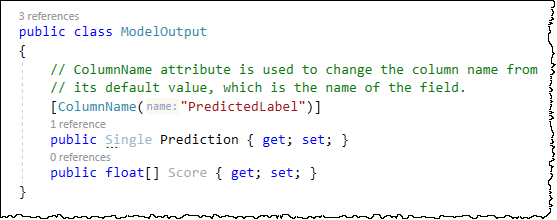 3 references
public class ModelOutput
{
// ColumnName attribute is used to change the column name from
// its default value, which is the name of the field.
[ColumnName(name:"PredictedLabel")]
1 reference
public Single Prediction { get; set; }
0 references
public float[] Score { get; set; }
}